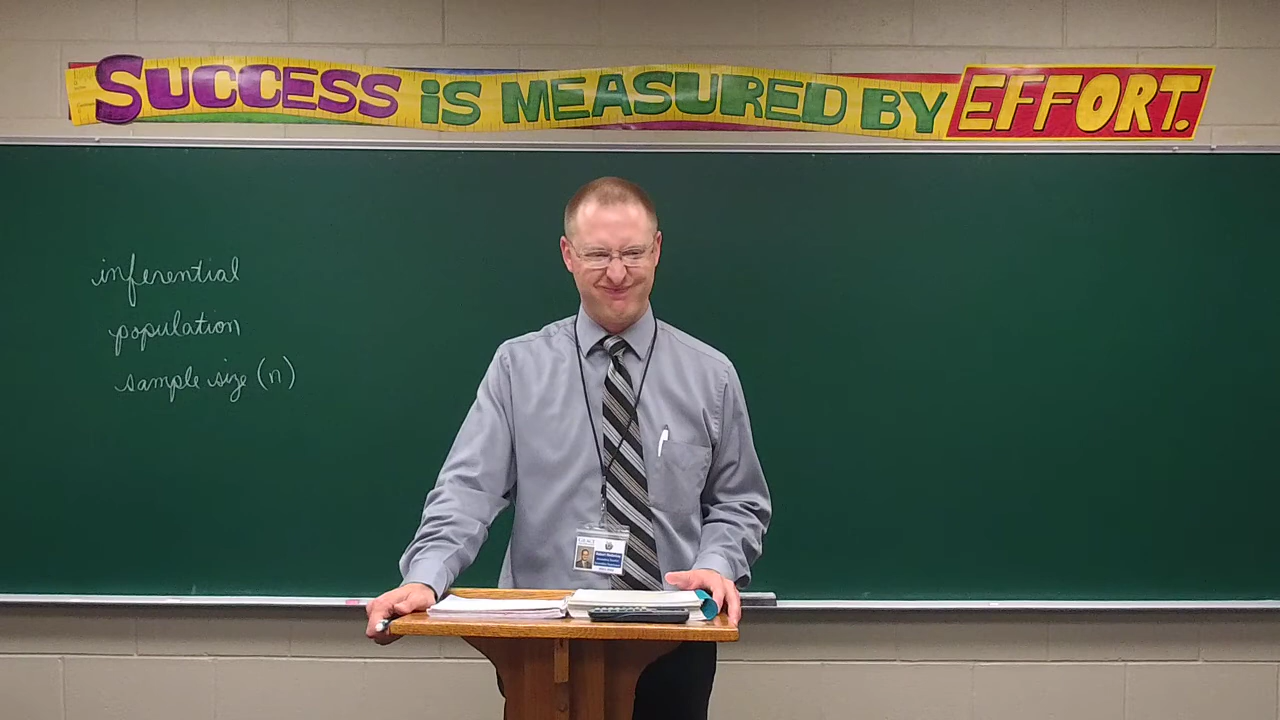 SUCCESS iS MEASURED BY EFFORT.
inferential
population
sample size (n)